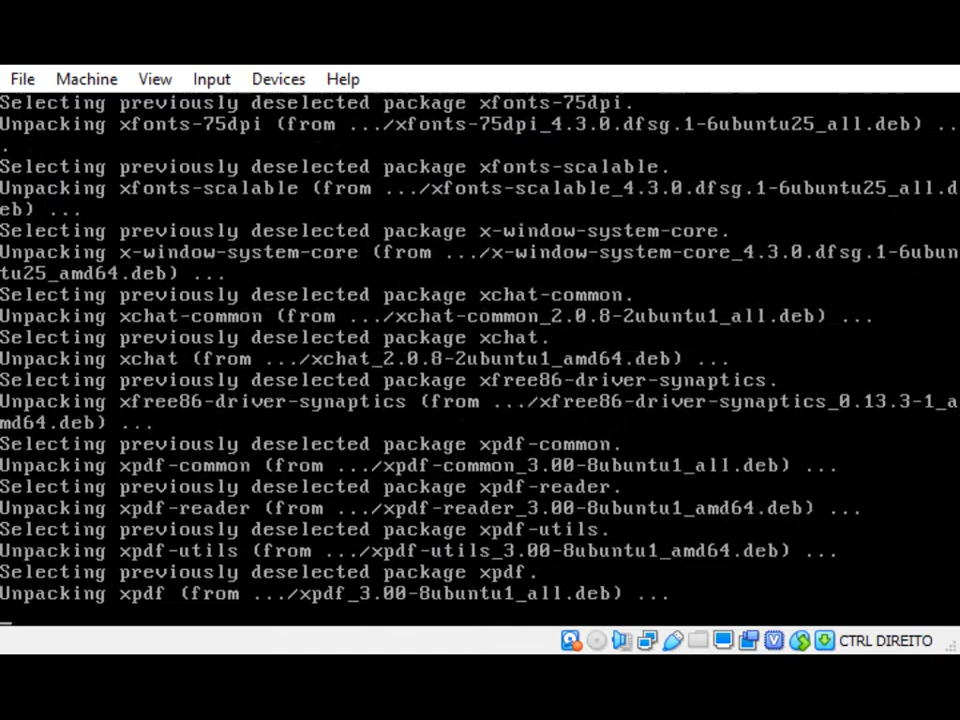 File Machine View Input Devices Help
Selecting previously deselected package xfonts-75dpi.
Unpacking xfonts-75dpi (from .../xfonts-75dpi_4.3.0.dfsg.1-6ubuntu25_all.deb) ..
.
Selecting previously deselected package xfonts-scalable.
Unpacking xfonts-scalable (from .../xfonts-scalable_4.3.0.dfsg.1-6ubuntu25_all.d
eb) ...
Selecting previously deselected package x-window-system-core.
Unpacking x-window-system-core (from .../x-window-system-core_4.3.0.dfsg.1-6ubun
tu25_amd64.deb) ...
Selecting previously deselected package xchat-common.
Unpacking xchat-common (from .../xchat-common_2.0.8-2ubuntu1_all.deb) ...
Selecting previously deselected package xchat.
Unpacking xchat (from .../xchat_2.0.8-2ubuntu1_amd64.deb) ...
Selecting previously deselected package xfree86-driver-synaptics.
Unpacking xfree86-driver-synaptics (from .../xfree86-driver-synaptics_0.13.3-1_a
md64.deb) ...
Selecting previously deselected package xpdf-common.
Unpacking xpdf-common (from .../xpdf-common_3.00-8ubuntu1_all.deb) ...
Selecting previously deselected package xpdf-reader.
Unpacking xpdf-reader (from .../xpdf-reader_3.00-8ubuntu1_amd64.deb) ...
Selecting previously deselected package xpdf-utils.
Unpacking xpdf-utils (from .../xpdf-utils_3.00-8ubuntu1_amd64.deb) ...
Selecting previously deselected package xpdf.
Unpacking xpdf (from .../xpdf_3.00-8ubuntu1_all.deb) ...
CTRL DIREITO